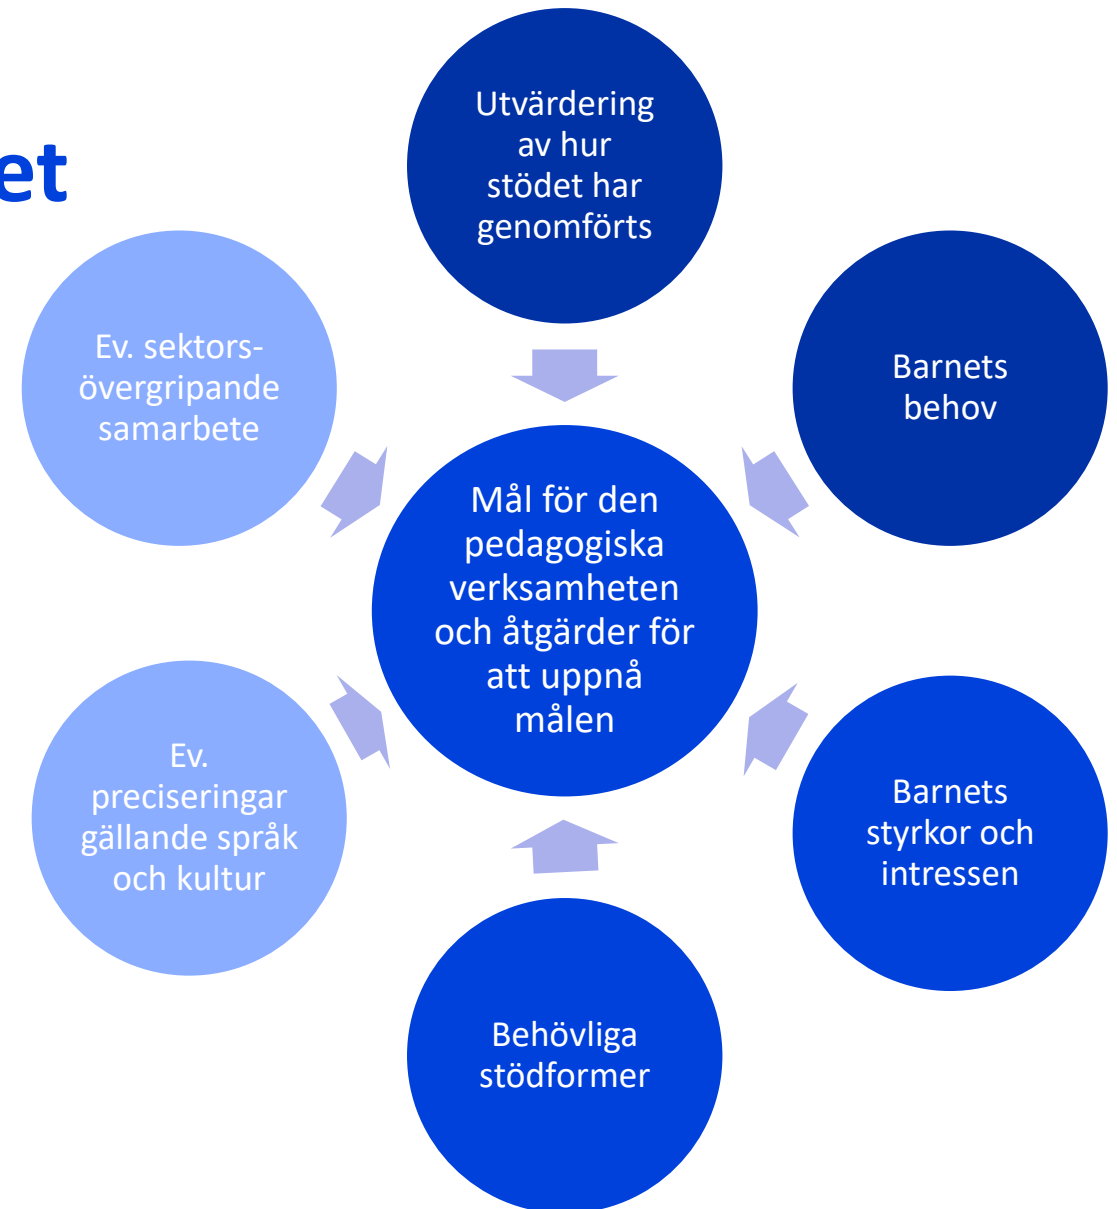 et
Utvärdering
av hur
stödet har
genomförts
Ev. sektors-
övergripande
samarbete
Barnets
behov
Mål för den
pedagogiska
verksamheten
och åtgärder för
att uppnå
målen
Ev.
preciseringar
gällande språk
och kultur
Barnets
styrkor och
intressen
Behövliga
stödformer